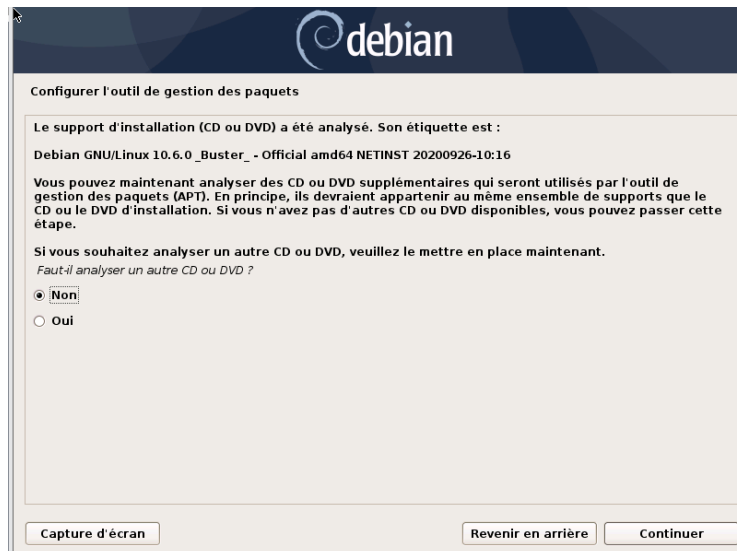 debian
Configurer l'outil de gestion des paquets
Le support d'installation (CD ou DVD) a été analysé. Son étiquette est :
Debian GNU/Linux 10.6.0 _Buster_ - Official amd64 NETINST 20200926-10:16
Vous pouvez maintenant analyser des CD ou DVD supplémentaires qui seront utilisés par l'outil de
gestion des paquets (APT). En principe, ils devraient appartenir au même ensemble de supports que le
CD ou le DVD d'installation. Si vous n'avez pas d'autres CD ou DVD disponibles, vous pouvez passer cette
étape.
Si vous souhaitez analyser un autre CD ou DVD, veuillez le mettre en place maintenant.
Faut-il analyser un autre CD ou DVD ?
Non
Oui
Capture d'écran Revenir en arrière Continuer